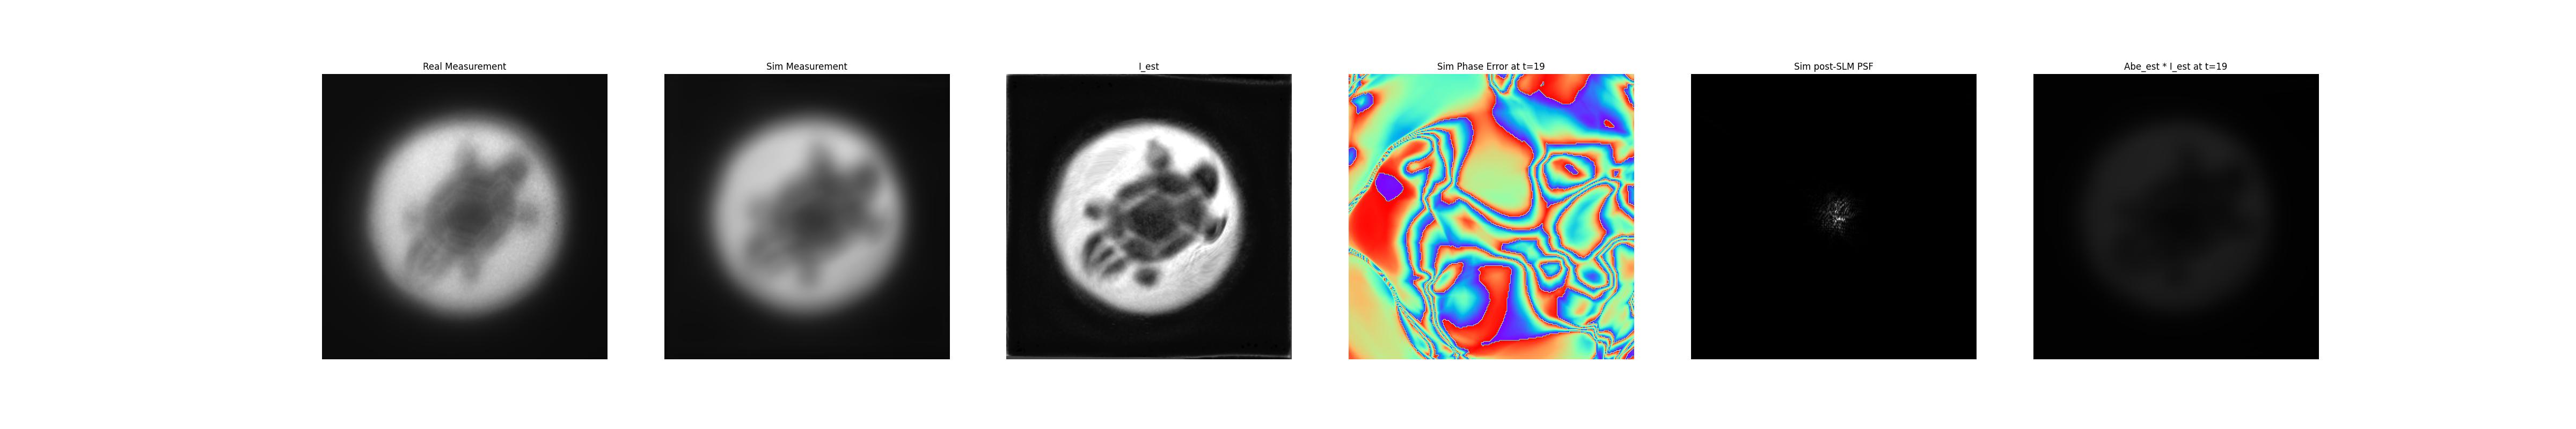 Real Measurement
Sim Measurement
I_est
Sim Phase Error at t=19
Sim post-SLM PSF
Abe_est * I_est at t=19